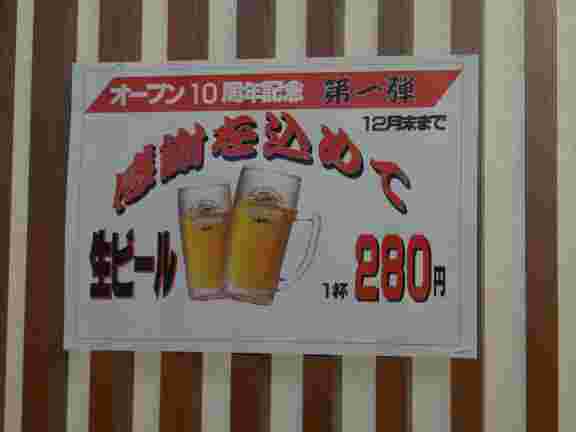 オープン10周年記念 第一弾
12月末まで
感謝を込めて
生ビール
1杯 280円